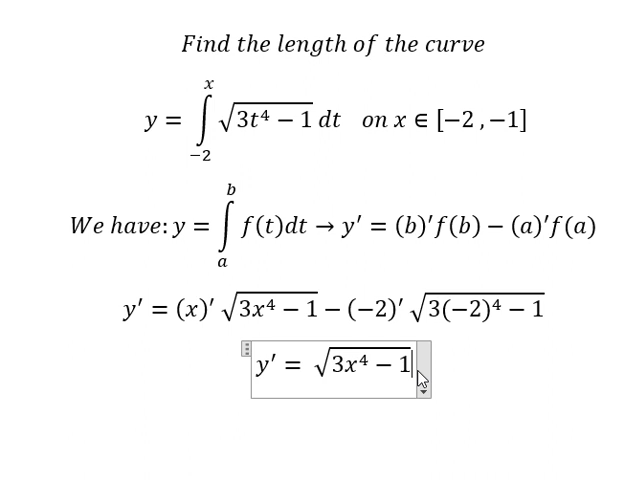 Find the length of the curve
y = ∫_{-2}^{x} √(3t⁴ − 1) dt on x ∈ [−2 , −1]
We have: y = ∫_{a}^{b} f(t)dt → y′ = (b)′f(b) − (a)′f(a)
y′ = (x)′ √(3x⁴ − 1) − (−2)′ √(3(−2)⁴ − 1)
y′ = √(3x⁴ − 1)